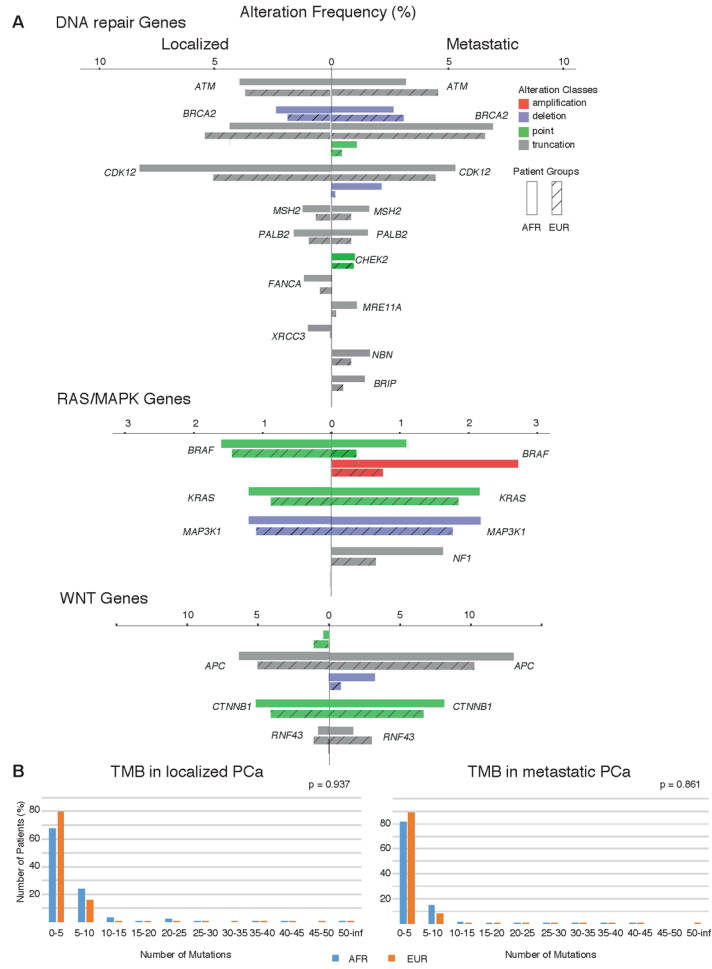 A
Alteration Frequency (%)
DNA repair Genes
Localized
Metastatic
10 5 0 5 10
ATM ATM
Alteration Classes
amplification
deletion
point
truncation
BRCA2 BRCA2
CDK12 CDK12
Patient Groups
AFR EUR
MSH2 MSH2
PALB2 PALB2
CHEK2
FANCA
MRE11A
XRCC3
NBN
BRIP
RAS/MAPK Genes
3 2 1 0 1 2 3
BRAF BRAF
KRAS KRAS
MAP3K1 MAP3K1
NF1
WNT Genes
10 5 0 5 10
APC APC
CTNNB1 CTNNB1
RNF43 RNF43
B
TMB in localized PCa
p = 0.937
Number of Patients (%)
80
60
40
20
0-5 5-10 10-15 15-20 20-25 25-30 30-35 35-40 40-45 45-50 50-inf
Number of Mutations
TMB in metastatic PCa
p = 0.861
80
60
40
20
0-5 5-10 10-15 15-20 20-25 25-30 30-35 35-40 40-45 45-50 50-inf
Number of Mutations
AFR EUR